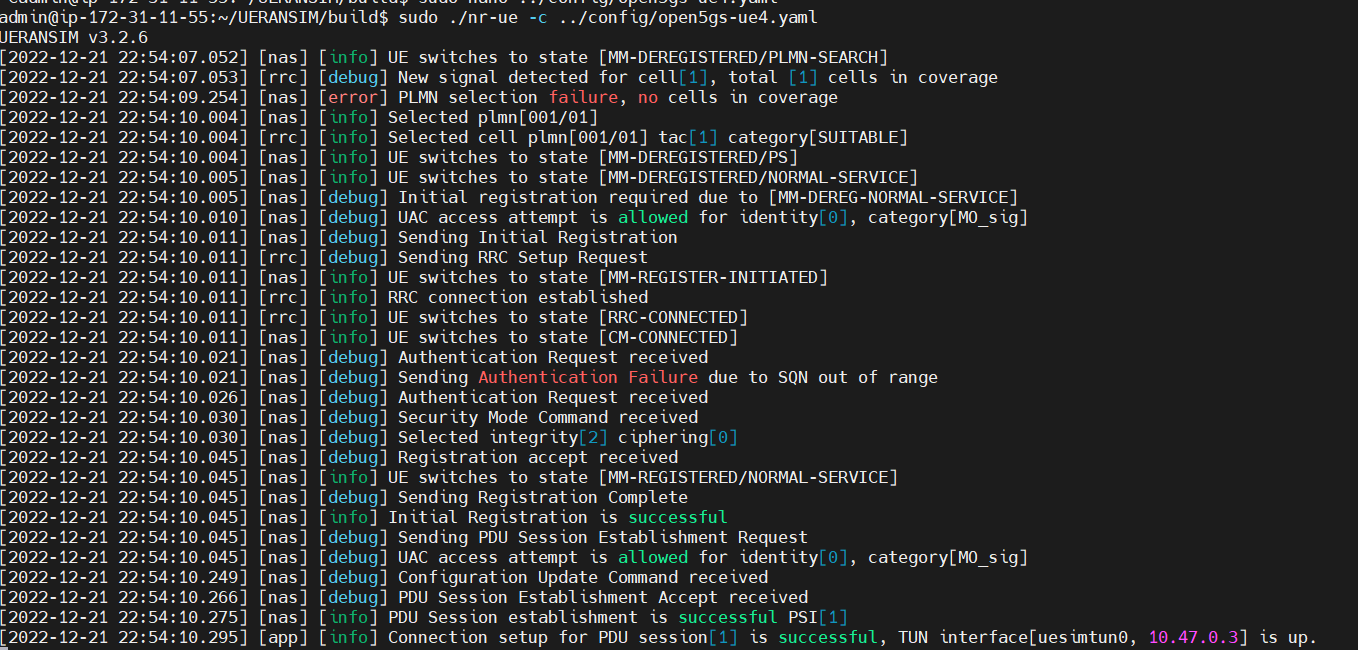 admin@ip-172-31-11-55:~/UERANSIM/build$ sudo nano ../config/open5gs-ue4.yaml
admin@ip-172-31-11-55:~/UERANSIM/build$ sudo ./nr-ue -c ../config/open5gs-ue4.yaml
UERANSIM v3.2.6
[2022-12-21 22:54:07.052] [nas] [info] UE switches to state [MM-DEREGISTERED/PLMN-SEARCH]
[2022-12-21 22:54:07.053] [rrc] [debug] New signal detected for cell[1], total [1] cells in coverage
[2022-12-21 22:54:09.254] [nas] [error] PLMN selection failure, no cells in coverage
[2022-12-21 22:54:10.004] [nas] [info] Selected plmn[001/01]
[2022-12-21 22:54:10.004] [rrc] [info] Selected cell plmn[001/01] tac[1] category[SUITABLE]
[2022-12-21 22:54:10.004] [nas] [info] UE switches to state [MM-DEREGISTERED/PS]
[2022-12-21 22:54:10.005] [nas] [info] UE switches to state [MM-DEREGISTERED/NORMAL-SERVICE]
[2022-12-21 22:54:10.005] [nas] [debug] Initial registration required due to [MM-DEREG-NORMAL-SERVICE]
[2022-12-21 22:54:10.010] [nas] [debug] UAC access attempt is allowed for identity[0], category[MO_sig]
[2022-12-21 22:54:10.011] [nas] [debug] Sending Initial Registration
[2022-12-21 22:54:10.011] [rrc] [debug] Sending RRC Setup Request
[2022-12-21 22:54:10.011] [nas] [info] UE switches to state [MM-REGISTER-INITIATED]
[2022-12-21 22:54:10.011] [rrc] [info] RRC connection established
[2022-12-21 22:54:10.011] [rrc] [info] UE switches to state [RRC-CONNECTED]
[2022-12-21 22:54:10.011] [nas] [info] UE switches to state [CM-CONNECTED]
[2022-12-21 22:54:10.021] [nas] [debug] Authentication Request received
[2022-12-21 22:54:10.021] [nas] [debug] Sending Authentication Failure due to SQN out of range
[2022-12-21 22:54:10.026] [nas] [debug] Authentication Request received
[2022-12-21 22:54:10.030] [nas] [debug] Security Mode Command received
[2022-12-21 22:54:10.030] [nas] [debug] Selected integrity[2] ciphering[0]
[2022-12-21 22:54:10.045] [nas] [debug] Registration accept received
[2022-12-21 22:54:10.045] [nas] [info] UE switches to state [MM-REGISTERED/NORMAL-SERVICE]
[2022-12-21 22:54:10.045] [nas] [debug] Sending Registration Complete
[2022-12-21 22:54:10.045] [nas] [info] Initial Registration is successful
[2022-12-21 22:54:10.045] [nas] [debug] Sending PDU Session Establishment Request
[2022-12-21 22:54:10.045] [nas] [debug] UAC access attempt is allowed for identity[0], category[MO_sig]
[2022-12-21 22:54:10.249] [nas] [debug] Configuration Update Command received
[2022-12-21 22:54:10.266] [nas] [debug] PDU Session Establishment Accept received
[2022-12-21 22:54:10.275] [nas] [info] PDU Session establishment is successful PSI[1]
[2022-12-21 22:54:10.295] [app] [info] Connection setup for PDU session[1] is successful, TUN interface[uesimtun0, 10.47.0.3] is up.